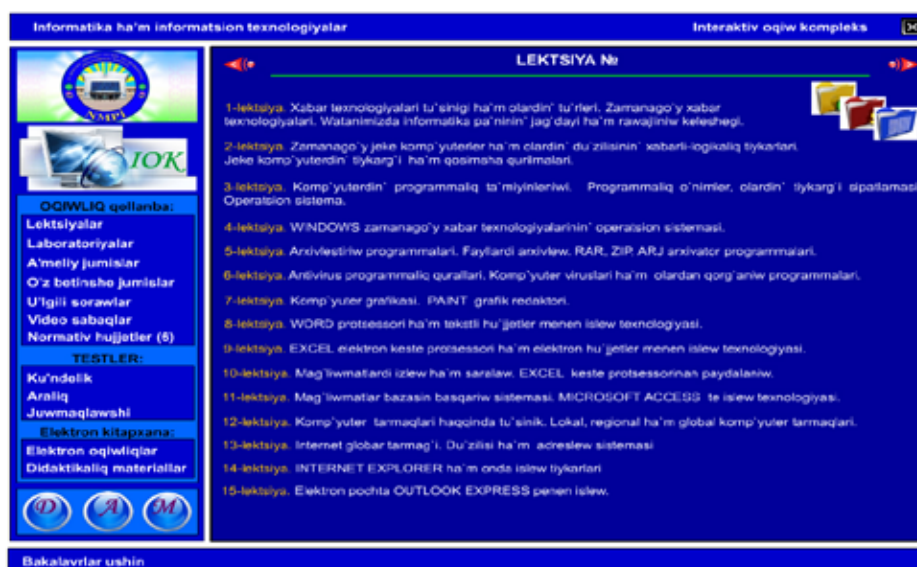 Informatika ha'm informatsion texnologiyalar
Interaktiv oqiw kompleks
NMPI
IOK
OQIWLIQ qollanba:
Lektsiyalar
Laboratoriyalar
A'meliy jumislar
O'z betinshe jumislar
U'lgili sorawlar
Video sabaqlar
Normativ hujjetler (6)
TESTLER:
Ku'ndelik
Araliq
Juwmaqlawshi
Elektron kitapxana:
Elektron oqiwliqlar
Didaktikaliq materiallar
D A M
LEKTSIYA №
1-lektsiya. Xabar texnologiyalari tu`sinigi ha`m olardin` tu`rleri. Zamanago`y xabar
texnologiyalari. Watanimizda informatika pa`ninin` jag`dayi ha`m rawajiniw keleshegi.
2-lektsiya. Zamanago`y jeke komp`yuterler ha`m olardin` du`zilisinin` xabarli-logikaliq tiykarlari.
Jeke komp`yuterdin` tiykarg`i ha`m qosimsha qurilmalari.
3-lektsiya. Komp`yuterdin` programmaliq ta`miyinleniwi. Programmaliq o`nimler, olardin` tiykarg`i sipatlamasi
Operatsion sistema.
4-lektsiya. WINDOWS zamanago`y xabar texnologiyalarinin` operatsion sistemasi.
5-lektsiya. Arxivlestiriw programmalari. Fayllardi arxivlew. RAR, ZIP, ARJ arxivator programmalari.
6-lektsiya. Antivirus programmaliq qurallari. Komp`yuter viruslari ha`m olardan qorg`aniw programmalari.
7-lektsiya. Komp`yuter grafikasi. PAINT grafik redaktori.
8-lektsiya. WORD protsessori ha`m tekstli hu`jjetler menen islew texnologiyasi.
9-lektsiya. EXCEL elektron keste protsessori ha`m elektron hu`jjetler menen islew texnologiyasi.
10-lektsiya. Mag`liwmatlardi izlew ha`m saralaw. EXCEL keste protsessorinan paydalaniw.
11-lektsiya. Mag`liwmatlar bazasin basqariw sistemasi. MICROSOFT ACCESS te islew texnologiyasi.
12-lektsiya. Komp`yuter tarmaqlari haqqinda tu`sinik. Lokal, regional ha`m global komp`yuter tarmaqlari.
13-lektsiya. Internet globar tarmag`i. Du`zilisi ha`m adreslew sistemasi
14-lektsiya. INTERNET EXPLORER ha`m onda islew tiykarlari
15-lektsiya. Elektron pochta OUTLOOK EXPRESS penen islew.
Bakalavrlar ushin